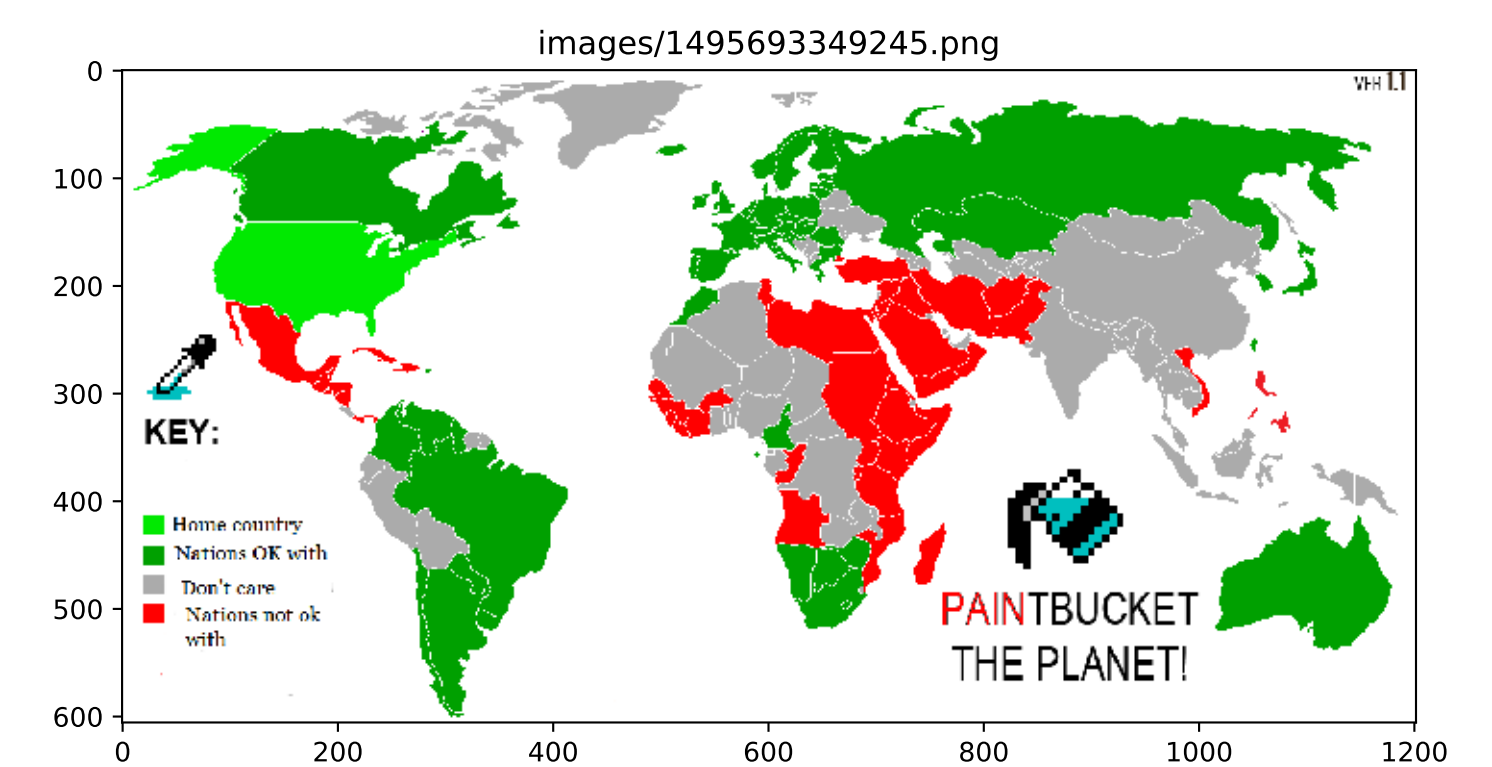 images/1495693349245.png
VER 1.1
KEY:
Home country
Nations OK with
Don't care
Nations not ok
with
PAINTBUCKET
THE PLANET!
0
100
200
300
400
500
600
0
200
400
600
800
1000
1200